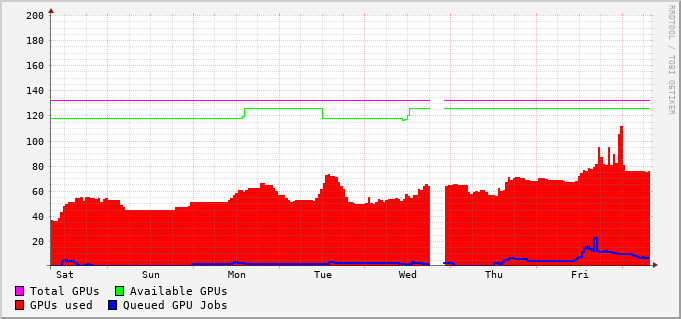 200
180
160
140
120
100
80
60
40
20
Sat Sun Mon Tue Wed Thu Fri
Total GPUs Available GPUs
GPUs used Queued GPU Jobs
RRDTOOL / TOBI OETIKER